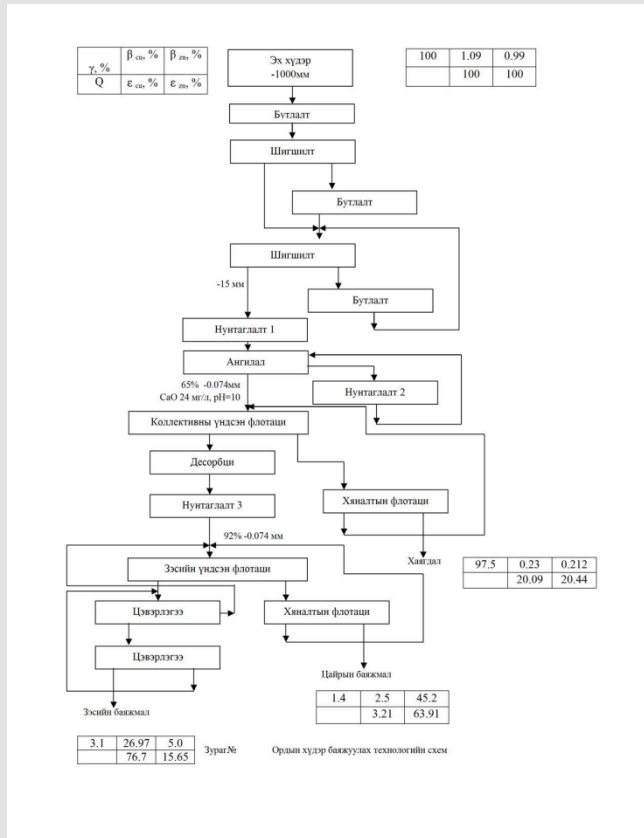 β cu, % β zn, %
γ, %
Q ε cu, % ε zn, %
Эх хүдэр
-1000мм
100 1.09 0.99
100 100
Бутлалт
Шигшилт
Бутлалт
Шигшилт
-15 мм
Бутлалт
Нунтаглалт 1
Ангилал
65% -0.074мм
CaO 24 мг/л, pH=10
Нунтаглалт 2
Коллективны үндсэн флотаци
Десорбци
Хяналтын флотаци
Нунтаглалт 3
92% -0.074 мм
Хаягдал
97.5 0.23 0.212
20.09 20.44
Зэсийн үндсэн флотаци
Цэвэрлэгээ
Хяналтын флотаци
Цэвэрлэгээ
Цайрын баяжмал
1.4 2.5 45.2
3.21 63.91
Зэсийн баяжмал
3.1 26.97 5.0
76.7 15.65
Зураг.№ Ордын хүдэр баяжуулах технологийн схем